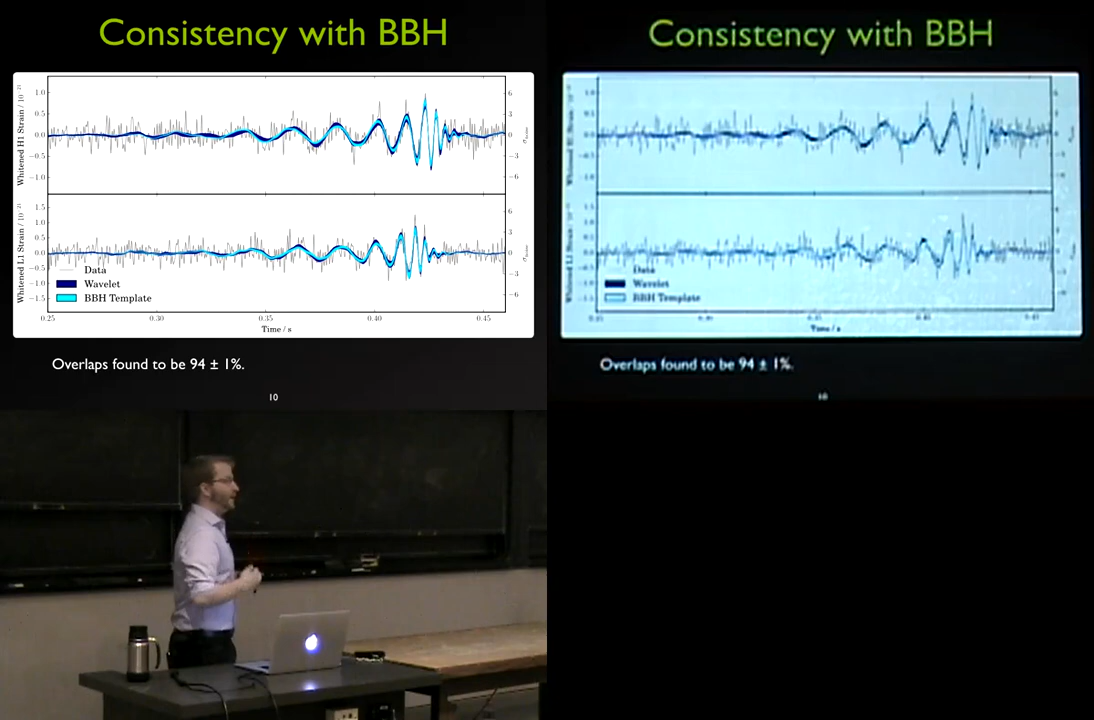 Consistency with BBH
Whitened H1 Strain / 10⁻²¹
1.0
0.5
0.0
−0.5
−1.0
6
3
0
−3
−6
σnoise
Whitened L1 Strain / 10⁻²¹
1.5
1.0
0.5
0.0
−0.5
−1.0
−1.5
6
3
0
−3
−6
σnoise
Data
Wavelet
BBH Template
0.25
0.30
0.35
0.40
0.45
Time / s
Overlaps found to be 94 ± 1%.
10
Consistency with BBH
Data
Wavelet
BBH Template
Time / s
Overlaps found to be 94 ± 1%.
10